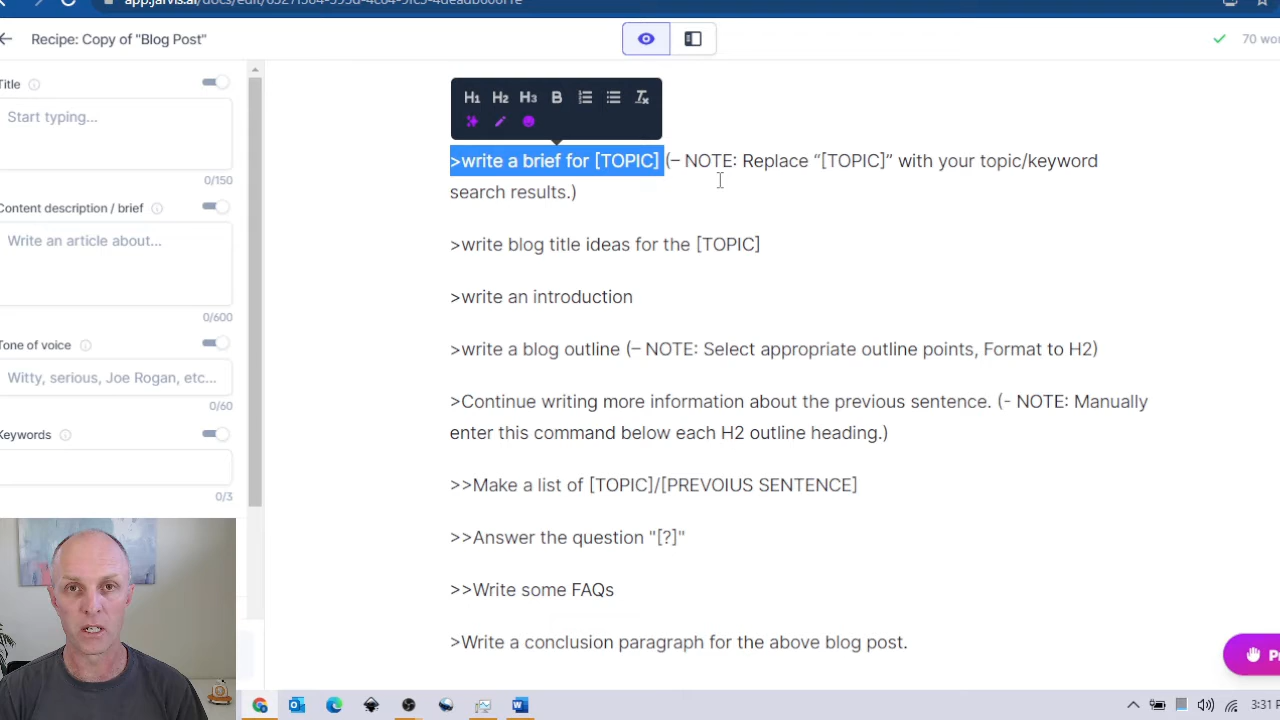 app.jarvis.ai/docs/edit/
Recipe: Copy of "Blog Post"
70
Title
Start typing...
0/150
Content description / brief
Write an article about...
0/600
Tone of voice
Witty, serious, Joe Rogan, etc...
0/60
Keywords
0/3
H1 H2 H3 B
>write a brief for [TOPIC] (– NOTE: Replace “[TOPIC]” with your topic/keyword
search results.)
>write blog title ideas for the [TOPIC]
>write an introduction
>write a blog outline (– NOTE: Select appropriate outline points, Format to H2)
>Continue writing more information about the previous sentence. (- NOTE: Manually
enter this command below each H2 outline heading.)
>>Make a list of [TOPIC]/[PREVOIUS SENTENCE]
>>Answer the question "[?]"
>>Write some FAQs
>Write a conclusion paragraph for the above blog post.
3:31